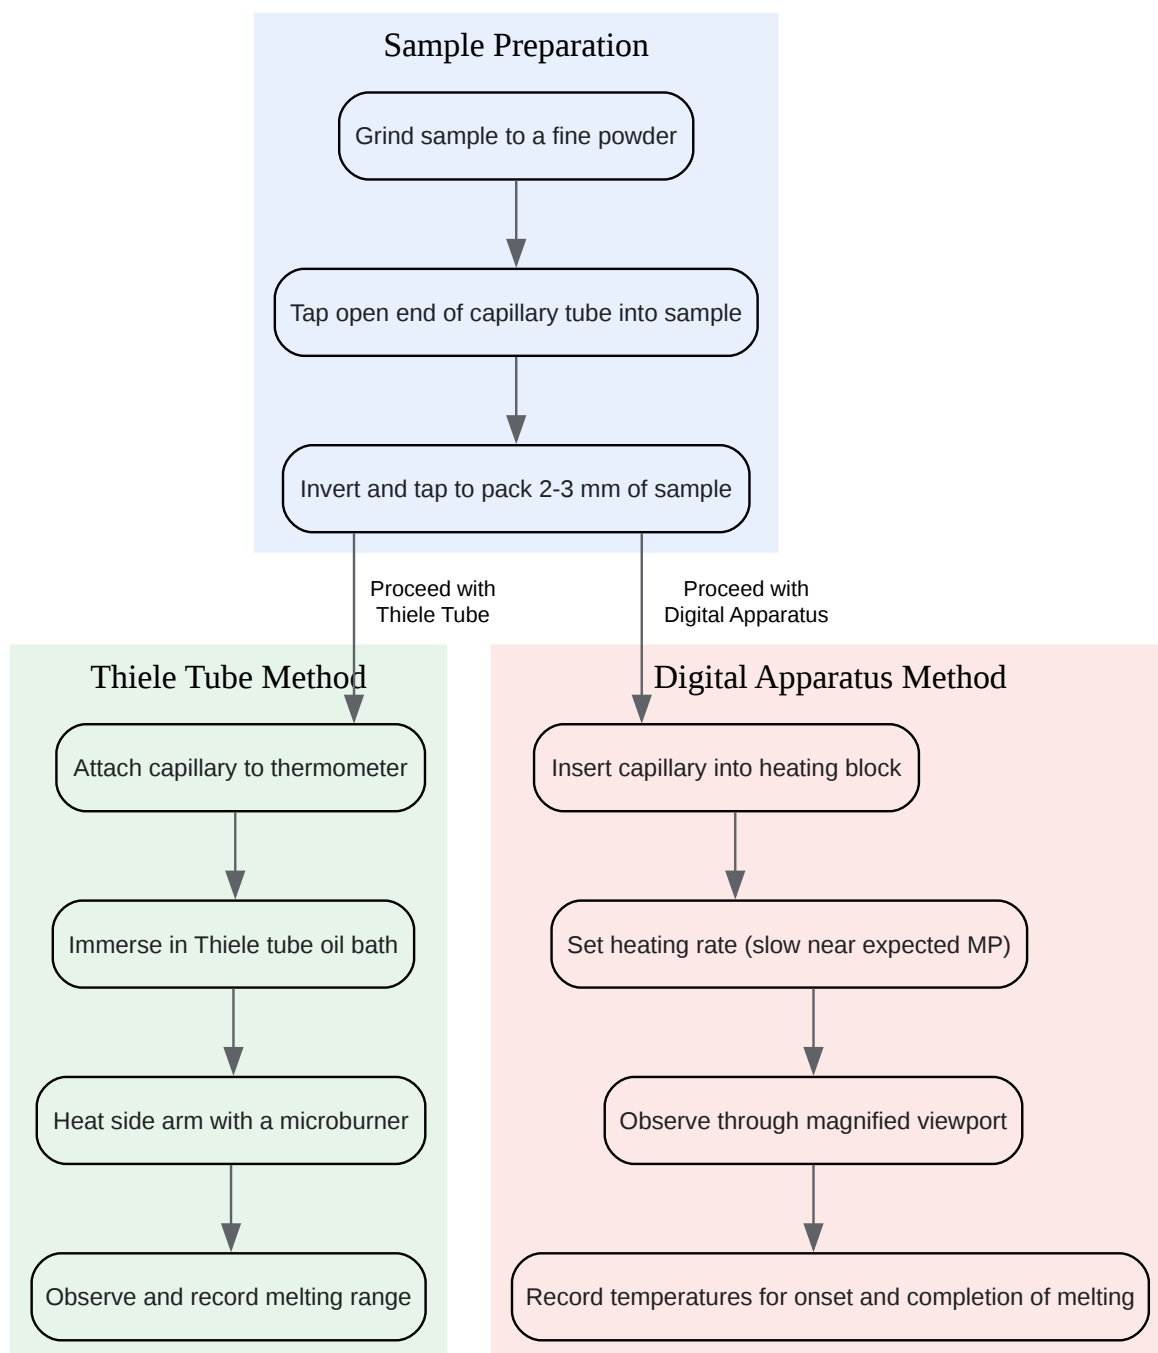 Sample Preparation
Grind sample to a fine powder
Tap open end of capillary tube into sample
Invert and tap to pack 2-3 mm of sample
Proceed with
Thiele Tube
Proceed with
Digital Apparatus
Thiele Tube Method
Attach capillary to thermometer
Immerse in Thiele tube oil bath
Heat side arm with a microburner
Observe and record melting range
Digital Apparatus Method
Insert capillary into heating block
Set heating rate (slow near expected MP)
Observe through magnified viewport
Record temperatures for onset and completion of melting